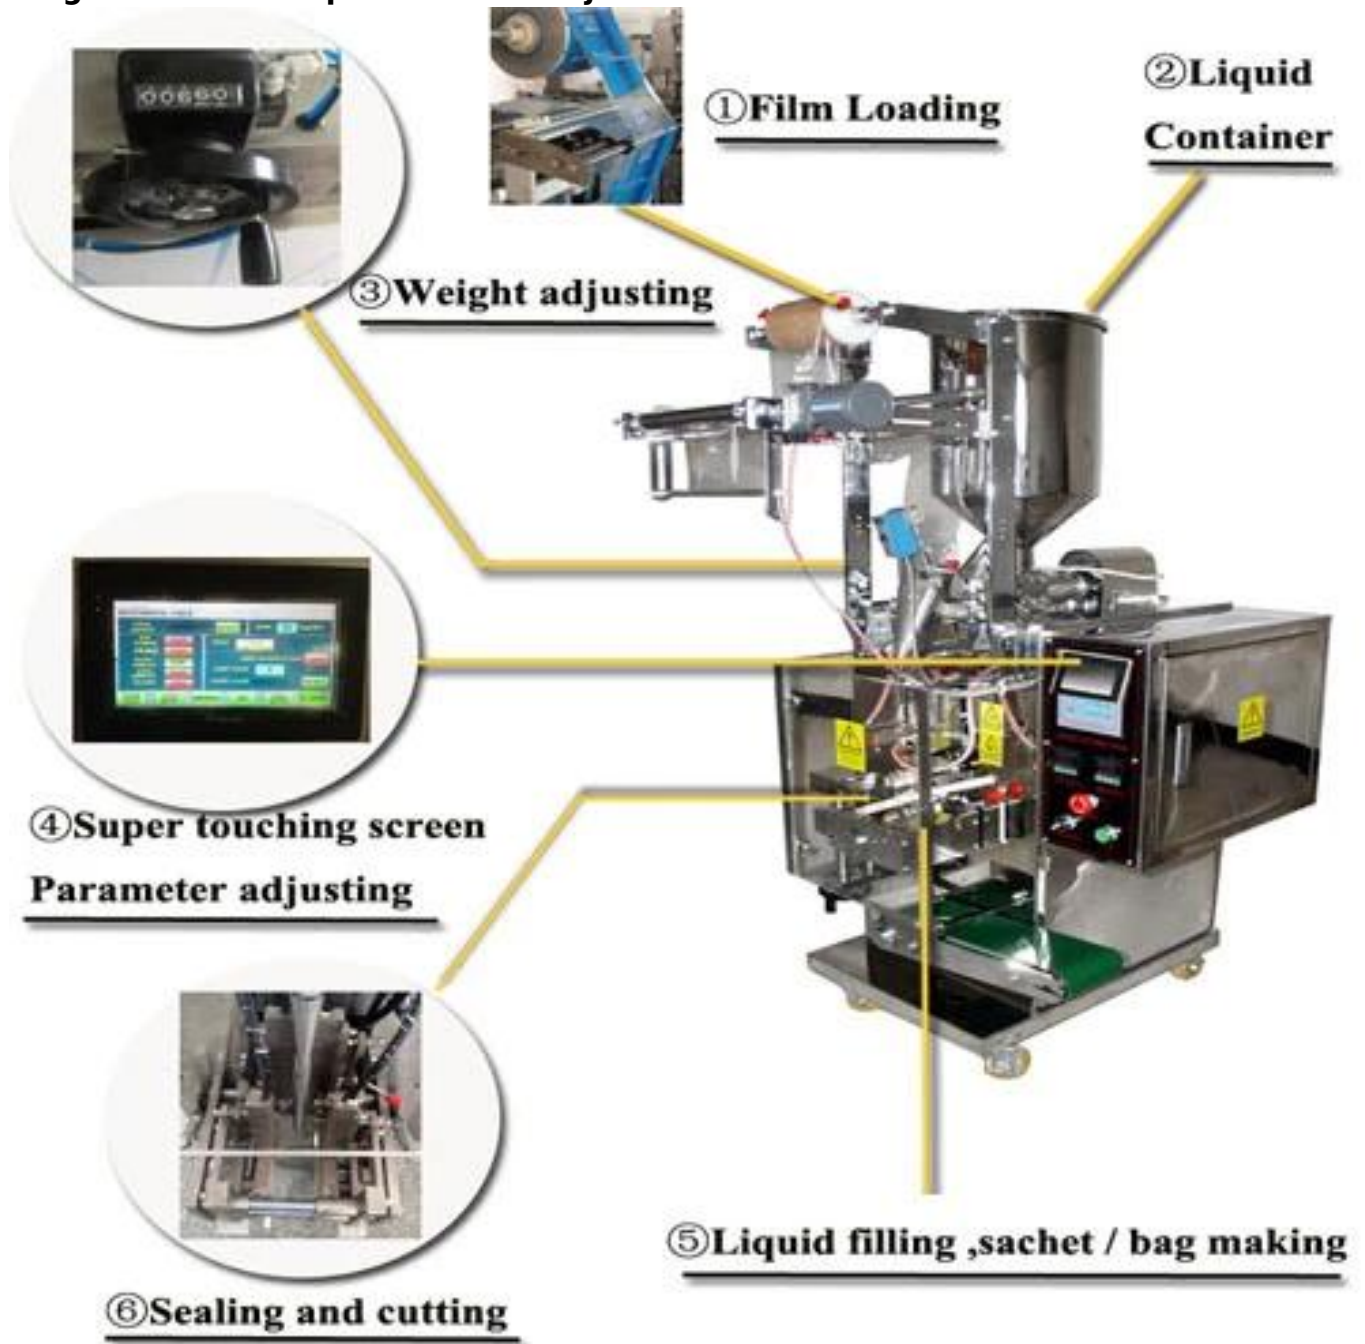 ①Film Loading
②Liquid
Container
00660
③Weight adjusting
④Super touching screen
Parameter adjusting
⑤Liquid filling ,sachet / bag making
⑥Sealing and cutting